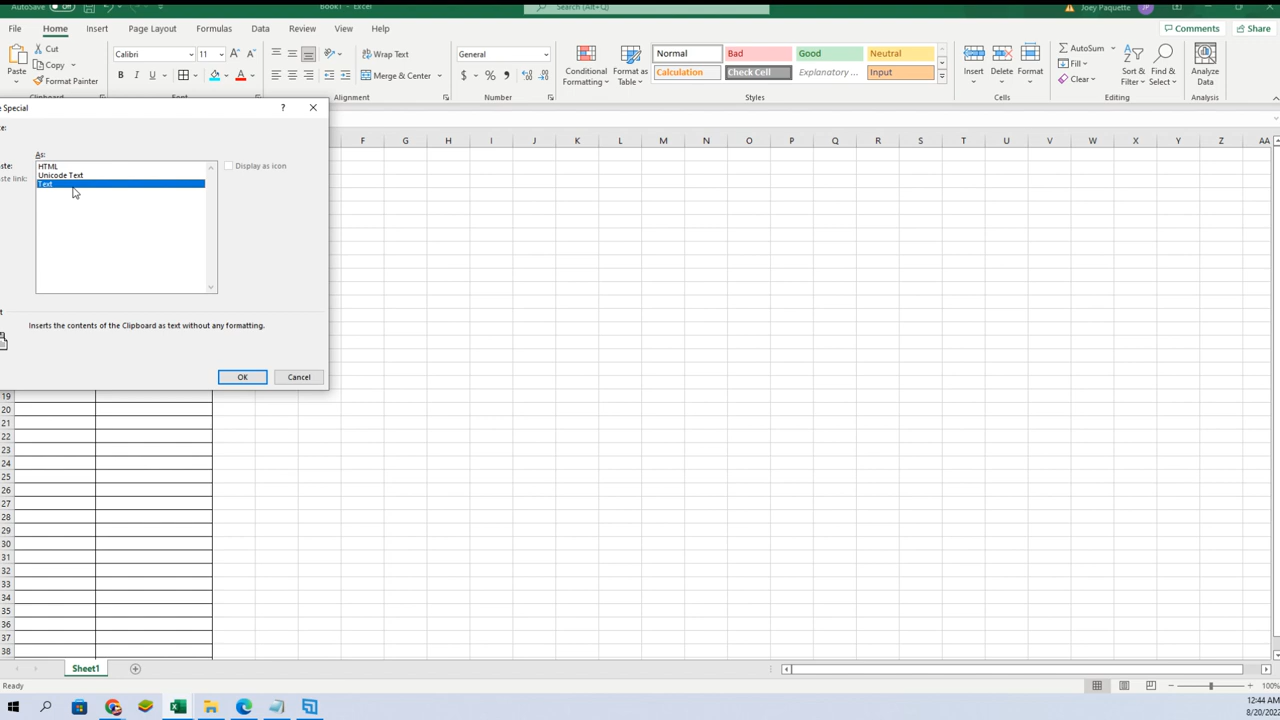 AutoSave Off Book1 - Excel Search (Alt+Q) Joey Paquette JP
File Home Insert Page Layout Formulas Data Review View Help Comments Share
Cut Calibri 11 Wrap Text General Normal Bad Good Neutral AutoSum
Copy Fill
Format Painter Merge & Center Calculation Check Cell Explanatory ... Input Clear
Paste Conditional Formatting Format as Table Insert Delete Format Sort & Filter Find & Select Analyze Data
Clipboard Font Alignment Number Styles Cells Editing Analysis
Special
As:
HTML
Unicode Text
Text
Display as icon
Inserts the contents of the Clipboard as text without any formatting.
OK Cancel
F G H I J K L M N O P Q R S T U V W X Y Z AA
19
20
21
22
23
24
25
26
27
28
29
30
31
32
33
34
35
36
37
38
Sheet1
Ready 100%
12:44 AM
8/20/2022